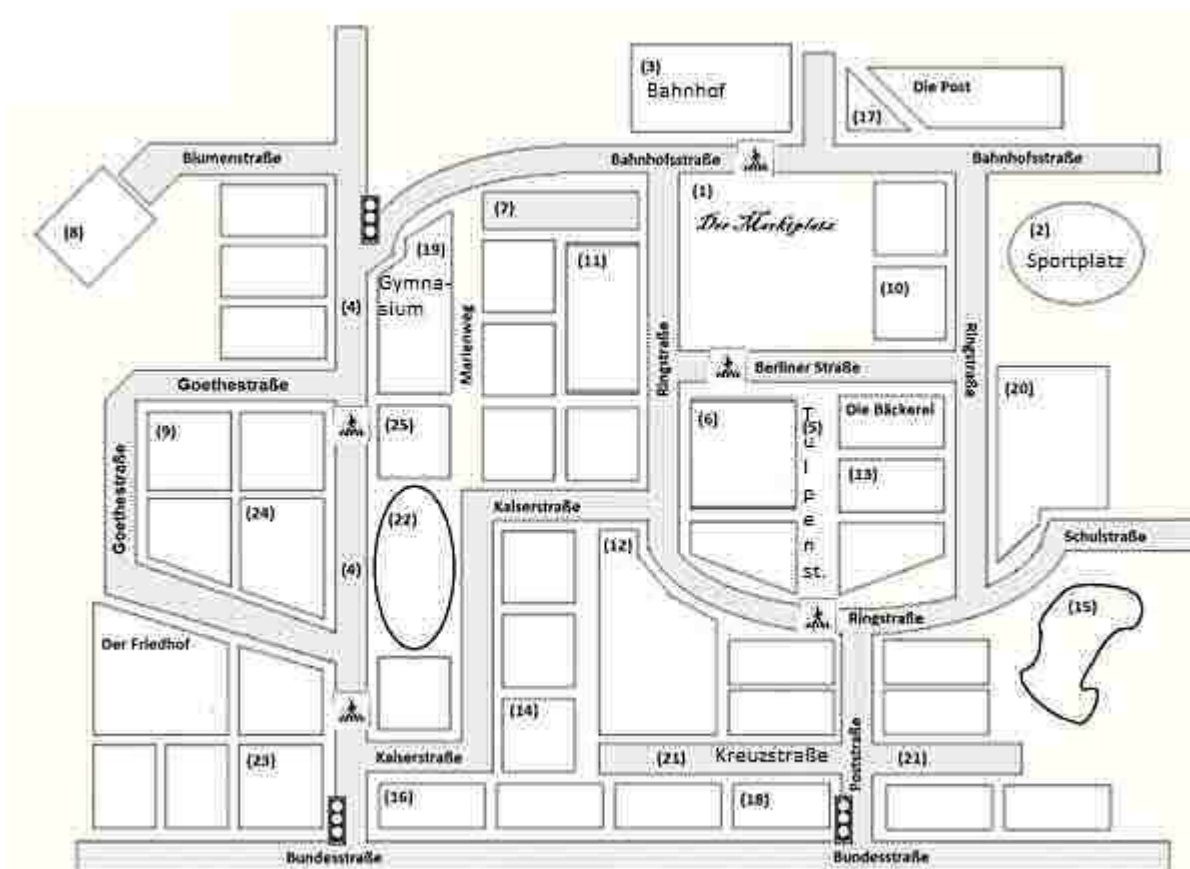 (3)
Bahnhof
Die Post
(17)
Blumenstraße
Bahnhofsstraße
Bahnhofsstraße
(1)
Der Marktplatz
(7)
(8)
(19)
Gymna-
sium
(11)
(2)
Sportplatz
(10)
(4)
Marienweg
Ringstraße
Ringstraße
Berliner Straße
Goethestraße
(20)
(9)
(25)
(6)
Tulpenst.
(5)
Die Bäckerei
(13)
Goethestraße
(24)
(22)
Kaiserstraße
(12)
Schulstraße
(4)
(15)
Ringstraße
Der Friedhof
(14)
(23)
Kaiserstraße
(21)
Kreuzstraße
Poststraße
(21)
(16)
(18)
Bundesstraße
Bundesstraße